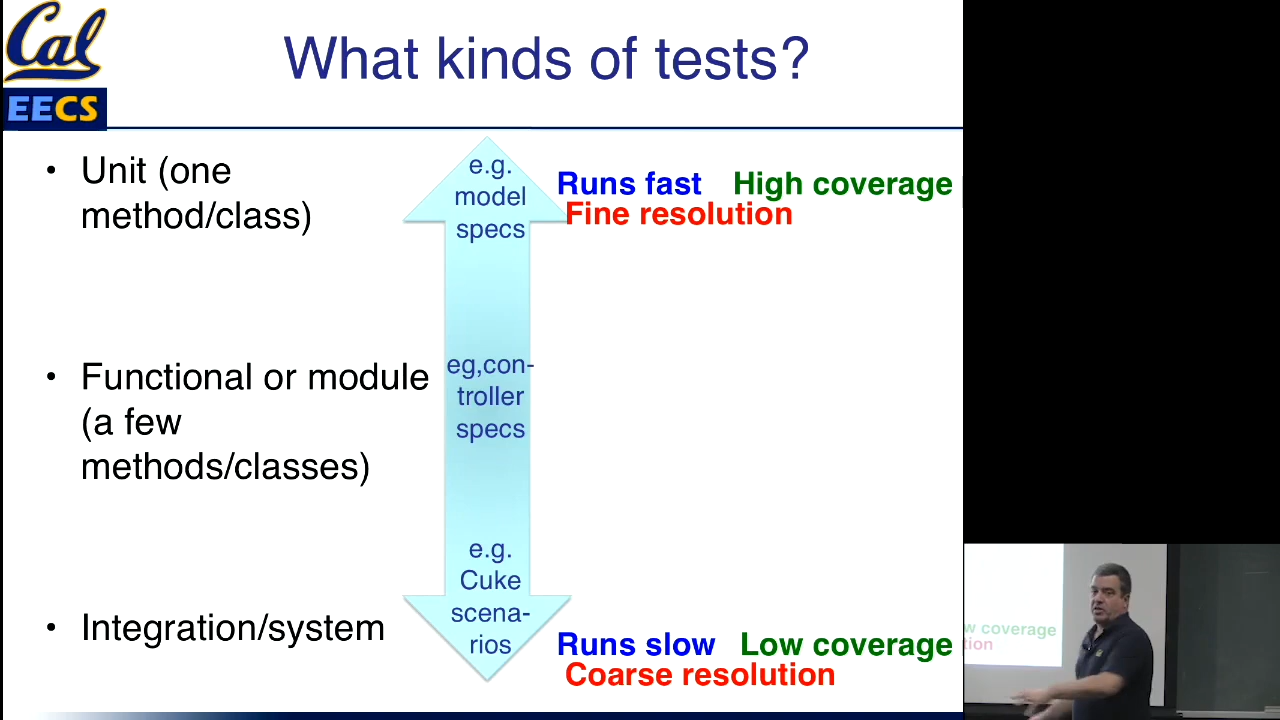 Cal
EECS
What kinds of tests?
• Unit (one
method/class)
e.g.
model
specs
Runs fast High coverage
Fine resolution
• Functional or module
(a few
methods/classes)
eg,con-
troller
specs
• Integration/system
e.g.
Cuke
scena-
rios
Runs slow Low coverage
Coarse resolution
w coverage
tion